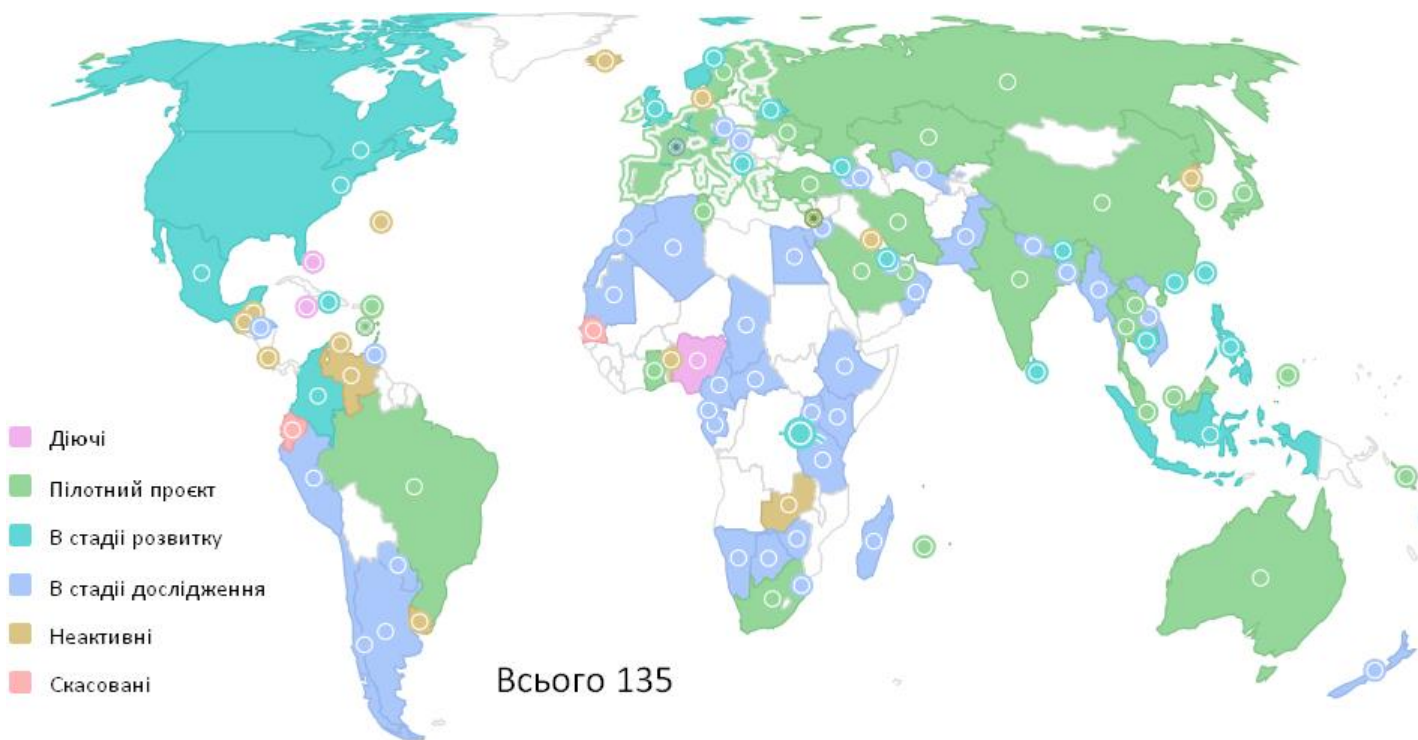 Діючі
Пілотний проєкт
В стадії розвитку
В стадії дослідження
Неактивні
Скасовані
Всього 135